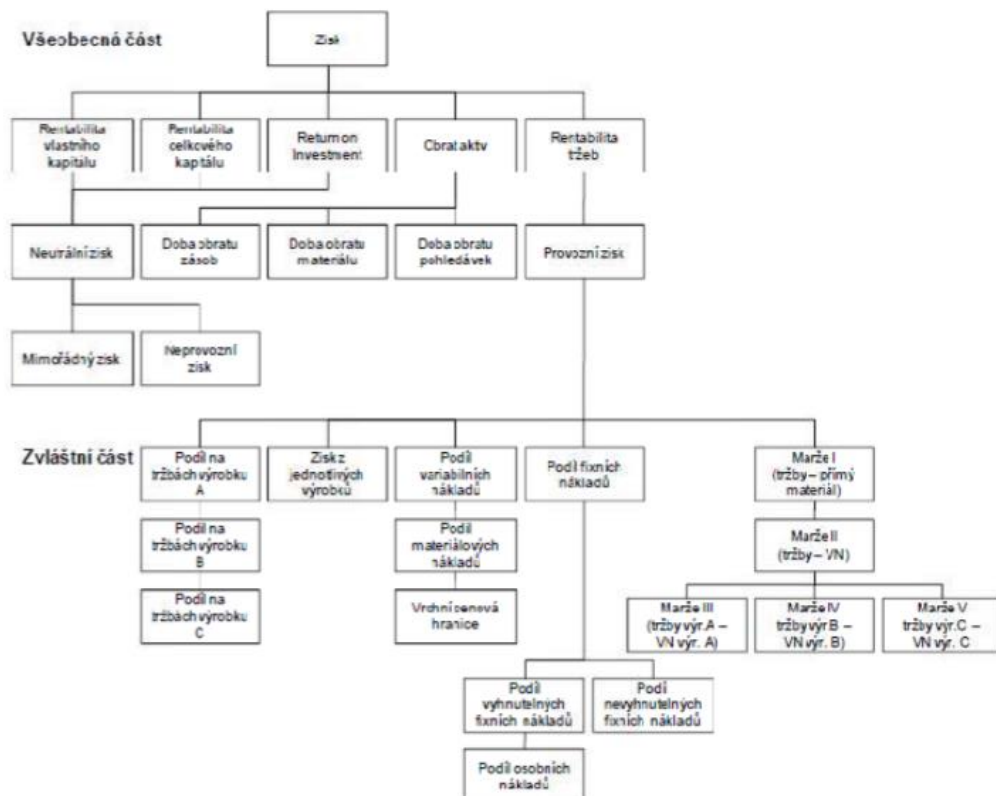 Všeobecná část
Zisk
Rentabilita
vlastního
kapitálu
Rentabilita
celkového
kapitálu
Return on
Investment
Obrat aktiv
Rentabilita
tržeb
Neutrální zisk
Doba obratu
zásob
Doba obratu
materiálu
Doba obratu
pohledávek
Provozní zisk
Mimořádný zisk
Neprovozní
zisk
Zvláštní část
Podíl na
tržbách výrobku
A
Zisk z
jednotlivých
výrobků
Podíl
variabilních
nákladů
Podíl fixních
nákladů
Marže I
(tržby – přímý
materiál)
Podíl na
tržbách výrobku
B
Podíl
materiálových
nákladů
Marže II
(tržby – VN)
Podíl na
tržbách výrobku
C
Vrchní cenová
hranice
Marže III
(tržby výr. A –
VN výr. A)
Marže IV
tržby výr. B –
VN výr. B)
Marže V
tržby výr. C –
VN výr. C
Podíl
vyhnutelných
fixních nákladů
Podí
nevyhnutelných
fixních nákladů
Podíl osobních
nákladů